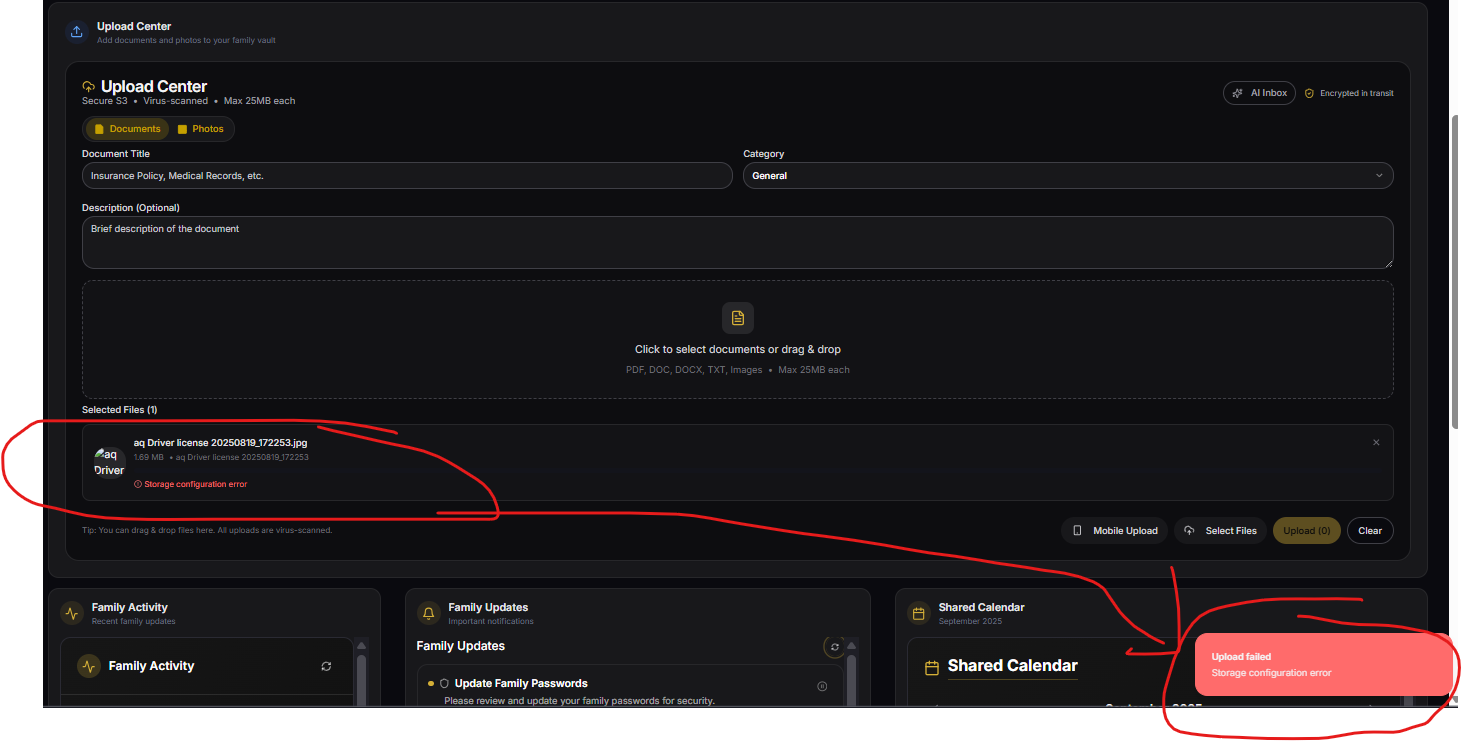 Upload Center
Add documents and photos to your family vault
Upload Center
Secure S3 • Virus-scanned • Max 25MB each
AI Inbox
Encrypted in transit
Documents
Photos
Document Title
Category
Insurance Policy, Medical Records, etc.
General
Description (Optional)
Brief description of the document
Click to select documents or drag & drop
PDF, DOC, DOCX, TXT, Images • Max 25MB each
Selected Files (1)
aq Driver license 20250819_172253.jpg
1.69 MB • aq Driver license 20250819_172253
aq
Driver
Storage configuration error
Tip: You can drag & drop files here. All uploads are virus-scanned.
Mobile Upload
Select Files
Upload (0)
Clear
Family Activity
Recent family updates
Family Activity
Family Updates
Important notifications
Family Updates
Update Family Passwords
Please review and update your family passwords for security.
Shared Calendar
September 2025
Shared Calendar
Upload failed
Storage configuration error